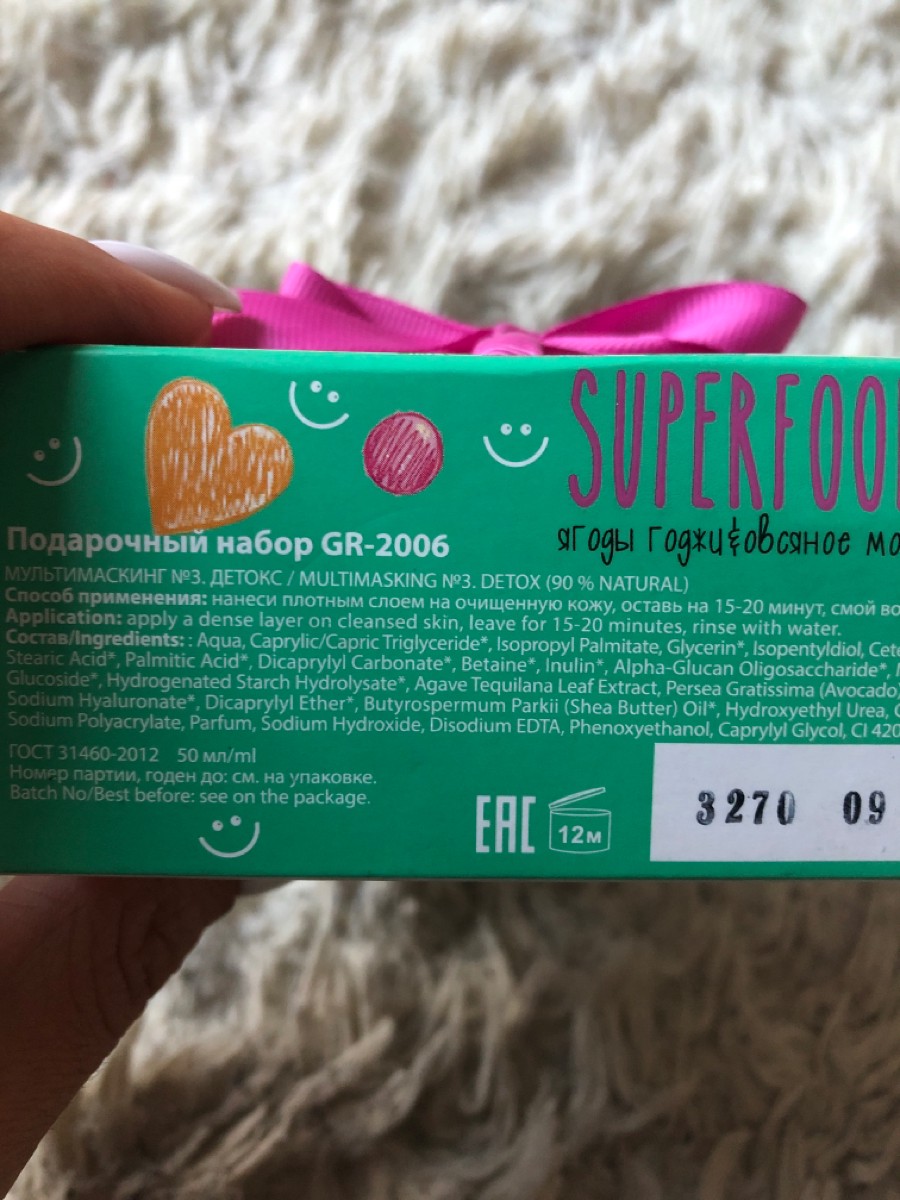 SUPERFOO
ягоды годжи&овсяное мо
Подарочный набор GR-2006
МУЛЬТИМАСКИНГ №3. ДЕТОКС / MULTIMASKING №3. DETOX (90 % NATURAL)
Способ применения: нанеси плотным слоем на очищенную кожу, оставь на 15-20 минут, смой во
Application: apply a dense layer on cleansed skin, leave for 15-20 minutes, rinse with water.
Состав/Ingredients: : Aqua, Caprylic/Capric Triglyceride*, Isopropyl Palmitate, Glycerin*, Isopentyldiol, Cete
Stearic Acid*, Palmitic Acid*, Dicaprylyl Carbonate*, Betaine*, Inulin*, Alpha-Glucan Oligosaccharide*,
Glucoside*, Hydrogenated Starch Hydrolysate*, Agave Tequilana Leaf Extract, Persea Gratissima (Avocado)
Sodium Hyaluronate*, Dicaprylyl Ether*, Butyrospermum Parkii (Shea Butter) Oil*, Hydroxyethyl Urea,
Sodium Polyacrylate, Parfum, Sodium Hydroxide, Disodium EDTA, Phenoxyethanol, Caprylyl Glycol, CI 420
ГОСТ 31460-2012 50 мл/ml
Номер партии, годен до: см. на упаковке.
Batch No/Best before: see on the package.
EAC 12м
3270 09